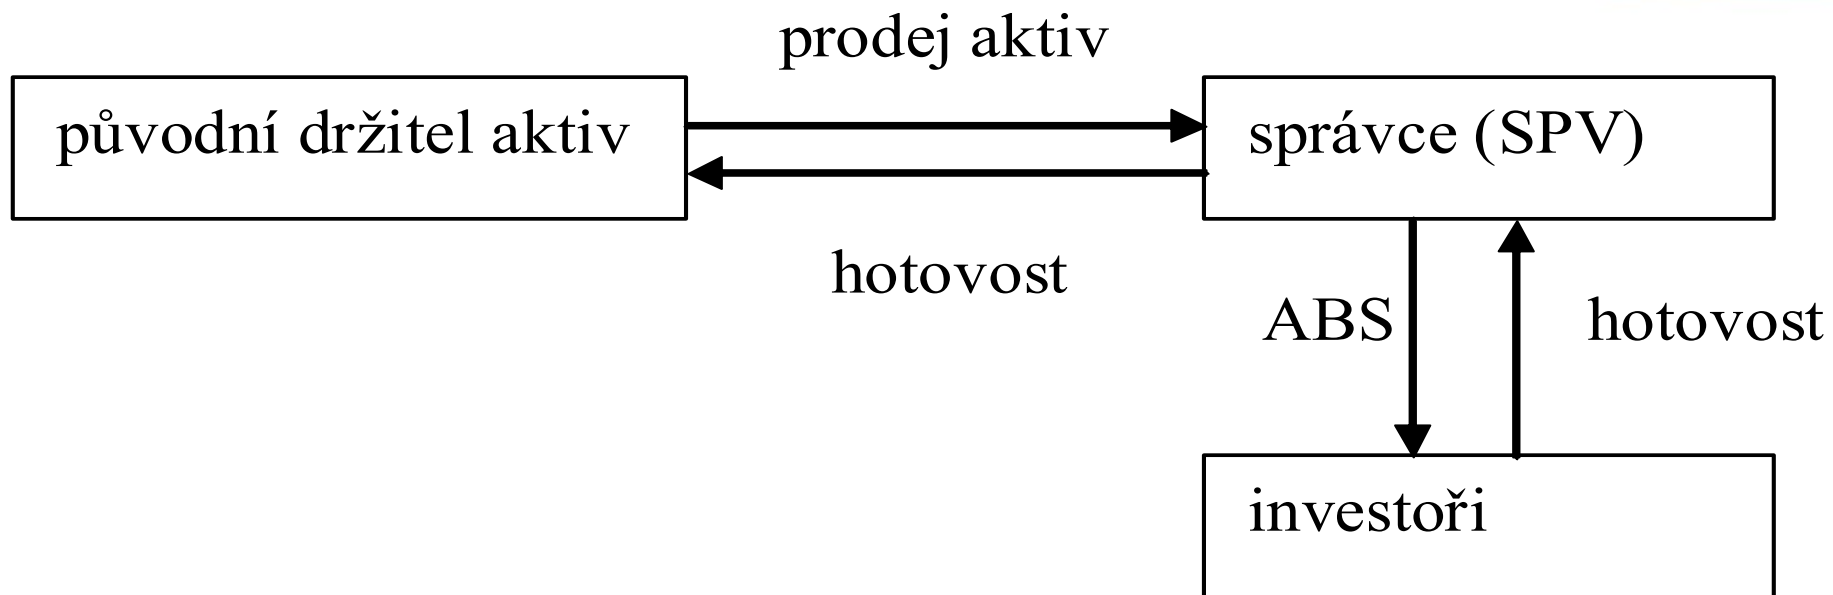 prodej aktiv
původní držitel aktiv
správce (SPV)
hotovost
ABS
hotovost
investoři